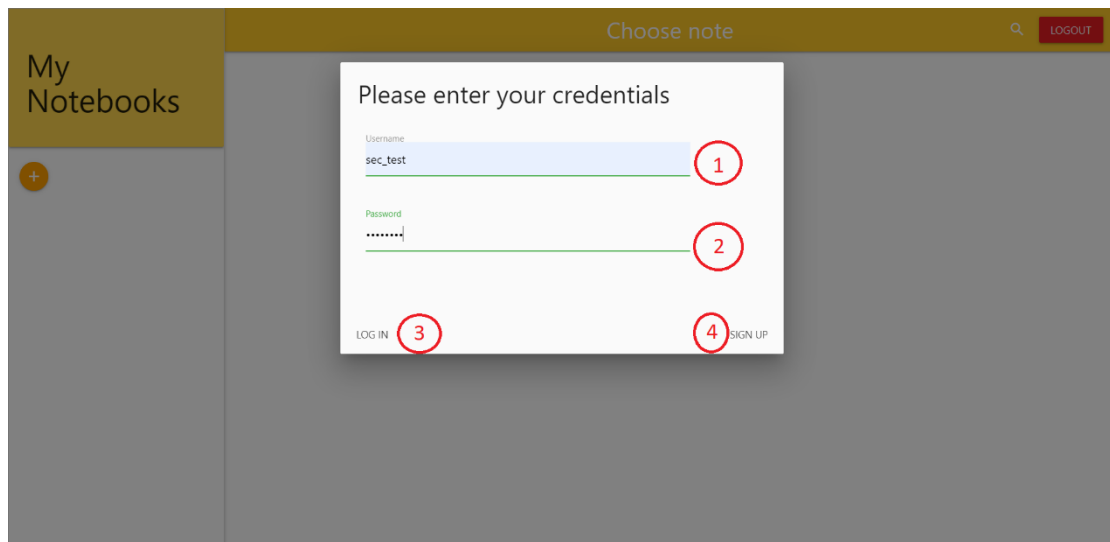 My
Notebooks
+
Choose note
LOGOUT
Please enter your credentials
Username
sec_test
1
Password
••••••••
2
LOG IN
3
4
SIGN UP